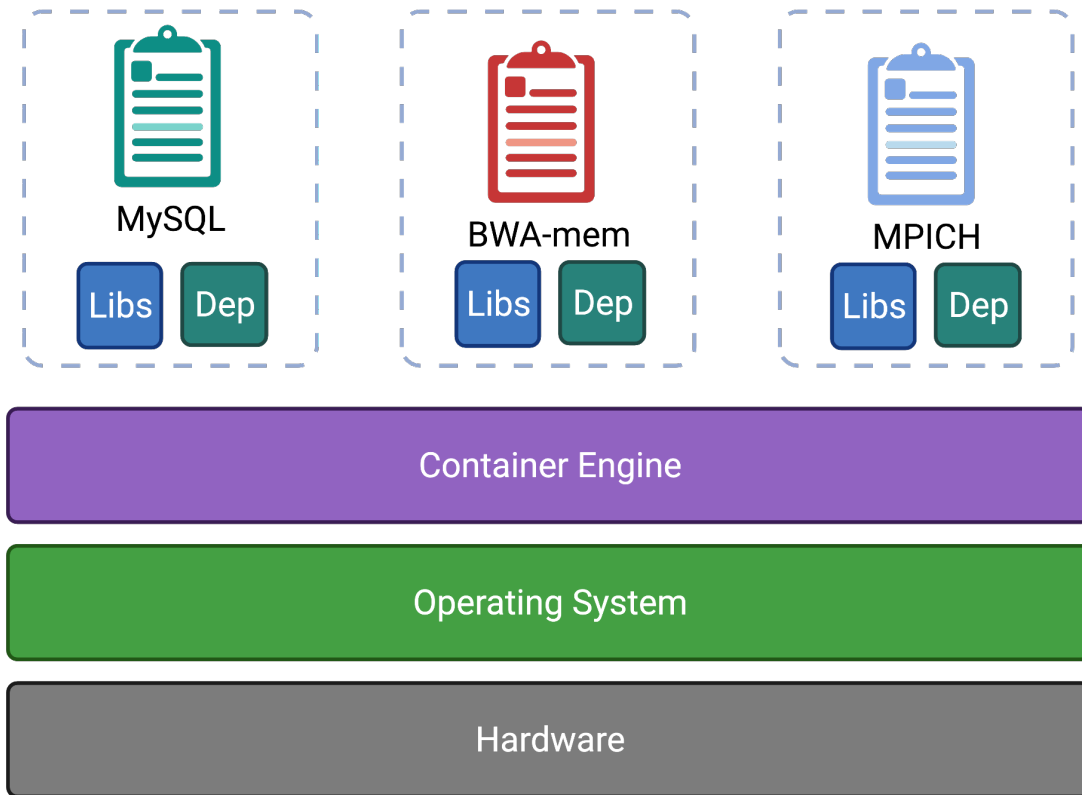 MySQL
Libs
Dep
BWA-mem
Libs
Dep
MPICH
Libs
Dep
Container Engine
Operating System
Hardware